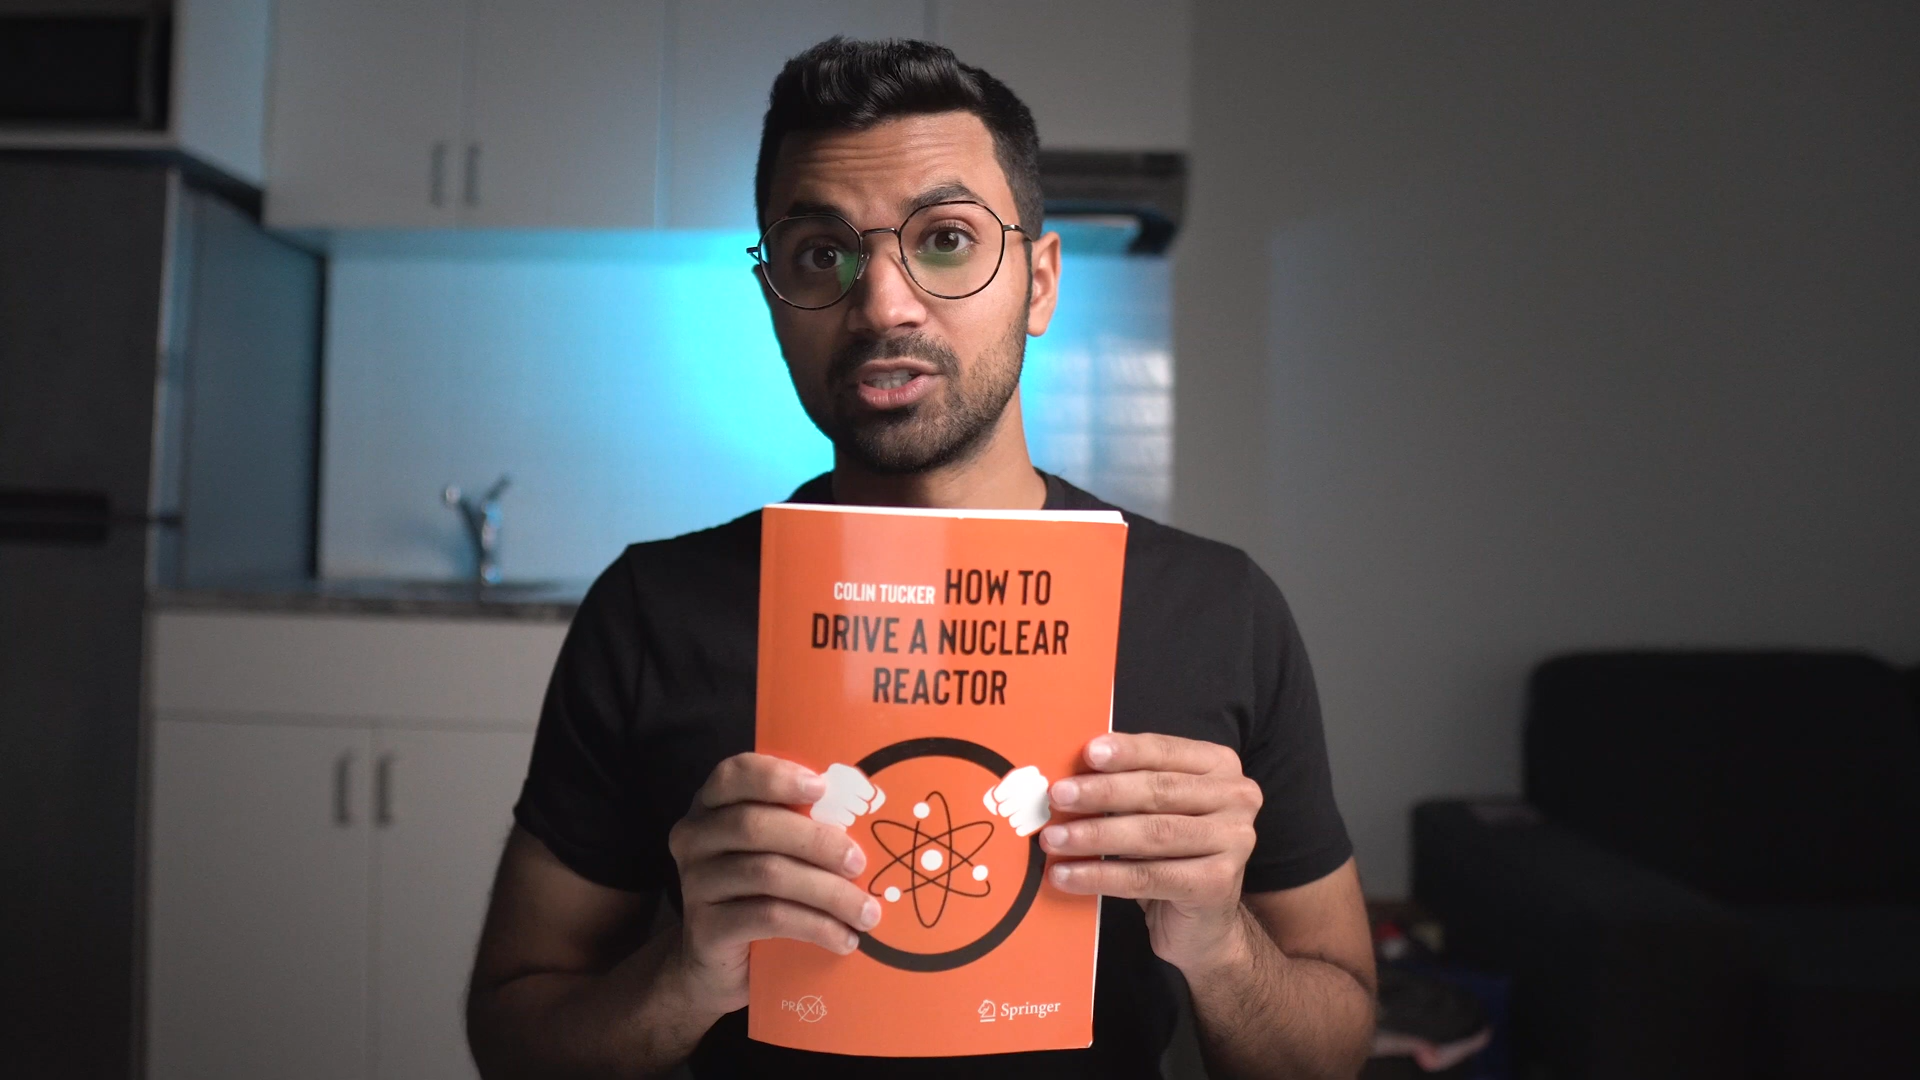 COLIN TUCKER HOW TO
DRIVE A NUCLEAR
REACTOR
PRAXIS
Springer